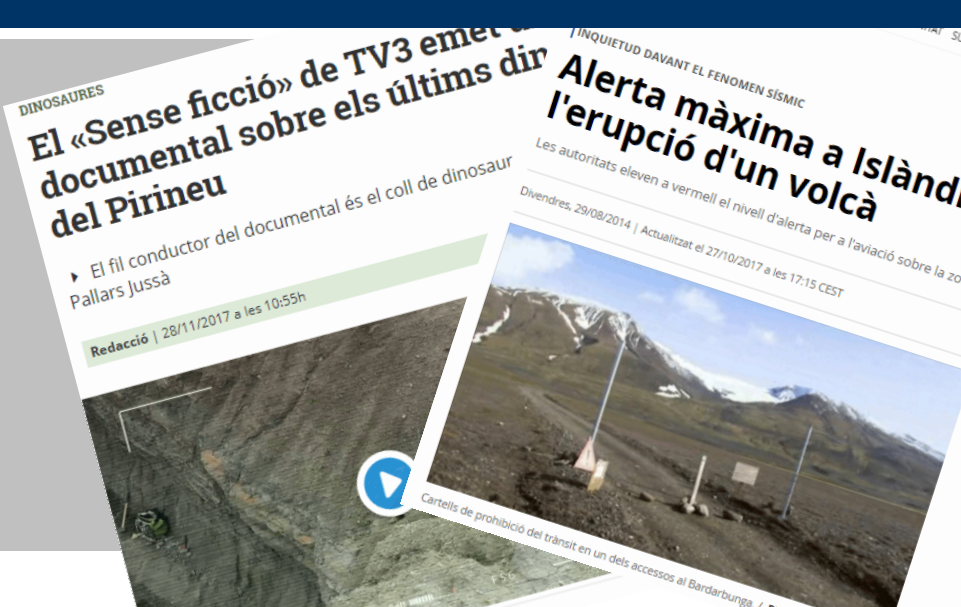 DINOSAURES
El «Sense ficció» de TV3 emet
documental sobre els últims
del Pirineu
El fil conductor del documental és el coll de
Pallars Jussà
Redacció | 28/11/2017 a les 10:55h
INQUIETUD DAVANT EL FENOMEN SÍSMIC
Alerta màxima a
l'erupció d'un volcà
Les autoritats eleven a vermell el nivell d'alerta per a l'aviació sobre la
Divendres, 29/08/2014 | Actualitzat el 27/10/2017 a les 17:15 CEST
Cartells de prohibició del trànsit en un dels accessos al Bardarbunga. /